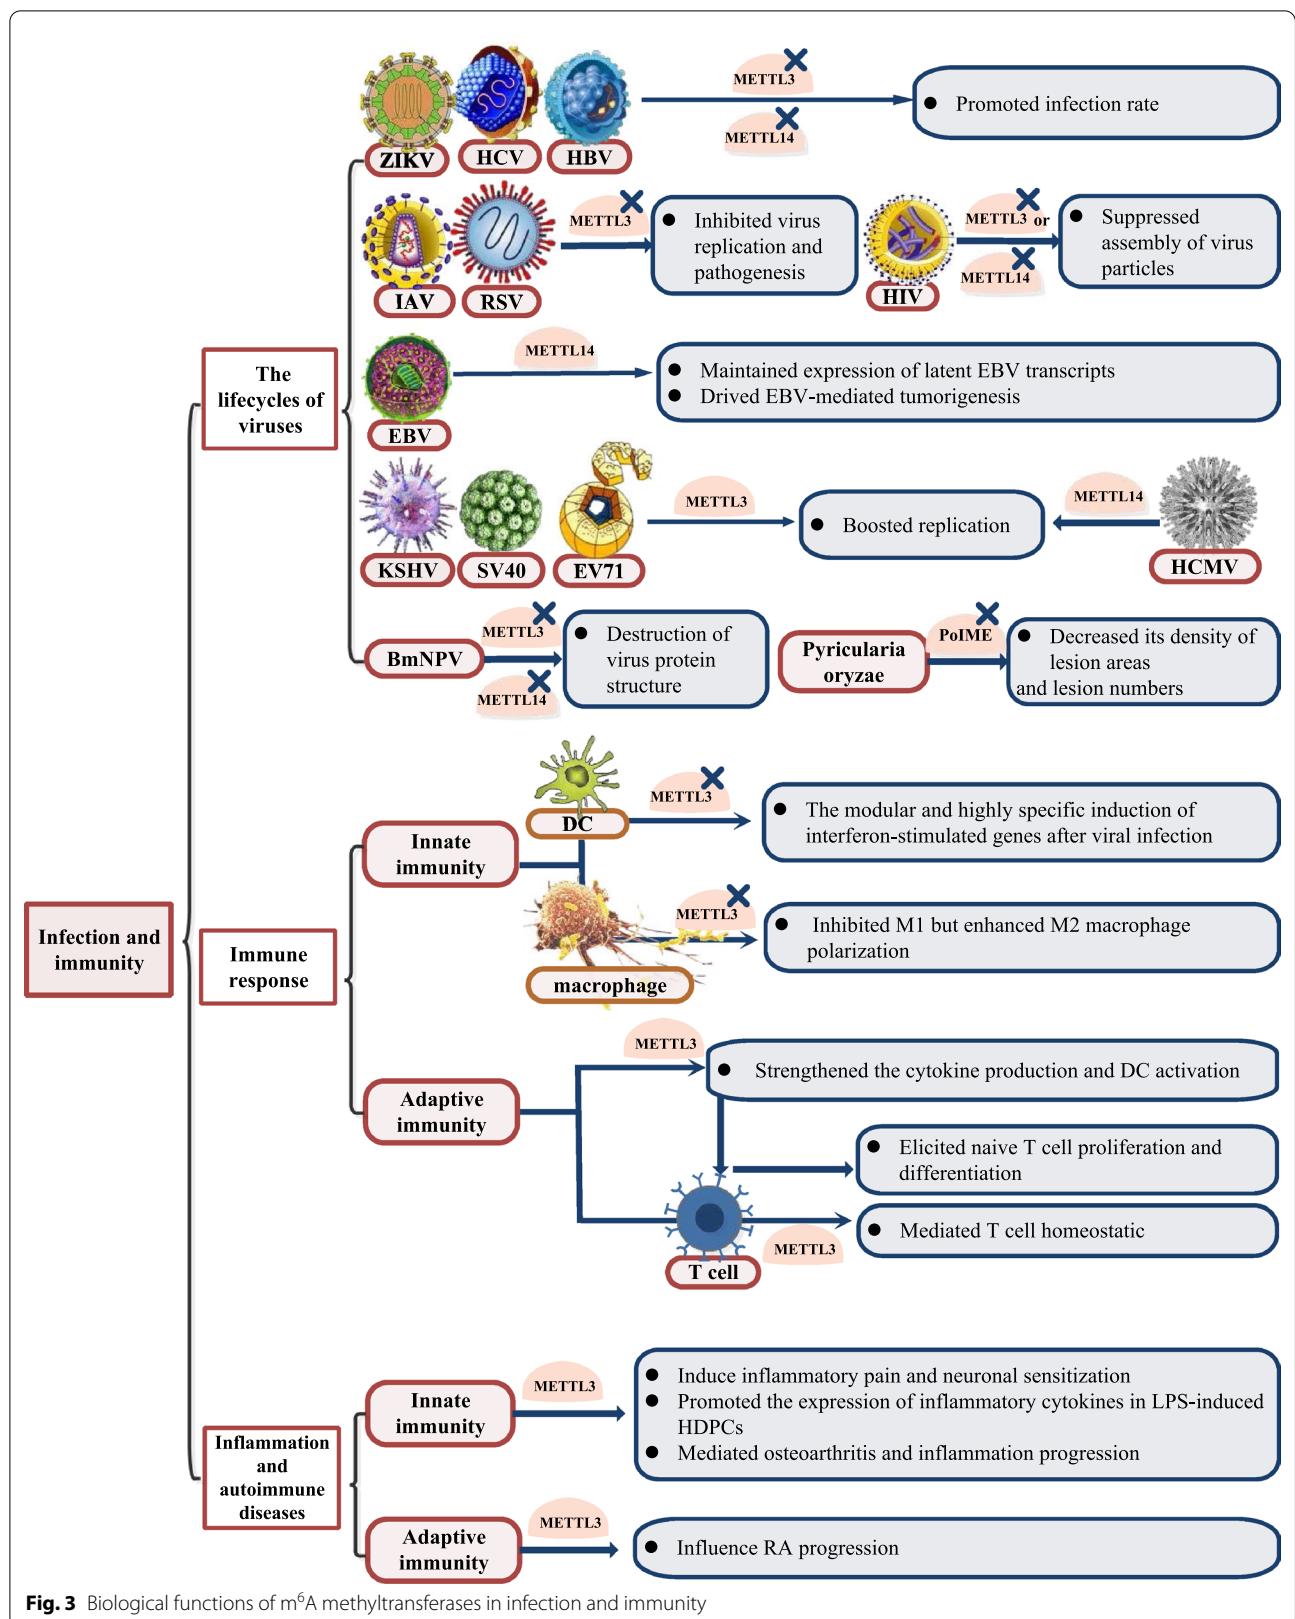 METTL3
METTL14
Promoted infection rate
ZIKV
HCV
HBV
METTL3
Inhibited virus
replication and
pathogenesis
METTL3 or
METTL14
Suppressed
assembly of virus
particles
IAV
RSV
HIV
The
lifecycles of
viruses
METTL14
Maintained expression of latent EBV transcripts
Drived EBV-mediated tumorigenesis
EBV
METTL3
Boosted replication
METTL14
KSHV
SV40
EV71
HCMV
BmNPV
METTL3
METTL14
Destruction of
virus protein
structure
Pyricularia
oryzae
PoIME
Decreased its density of
lesion areas
and lesion numbers
Infection and
immunity
Immune
response
Innate
immunity
DC
METTL3
The modular and highly specific induction of
interferon-stimulated genes after viral infection
macrophage
METTL3
Inhibited M1 but enhanced M2 macrophage
polarization
Adaptive
immunity
METTL3
Strengthened the cytokine production and DC activation
Elicited naive T cell proliferation and
differentiation
T cell
METTL3
Mediated T cell homeostatic
Inflammation
and
autoimmune
diseases
Innate
immunity
METTL3
Induce inflammatory pain and neuronal sensitization
Promoted the expression of inflammatory cytokines in LPS-induced
HDPCs
Mediated osteoarthritis and inflammation progression
Adaptive
immunity
METTL3
Influence RA progression
Fig. 3 Biological functions of m⁶A methyltransferases in infection and immunity